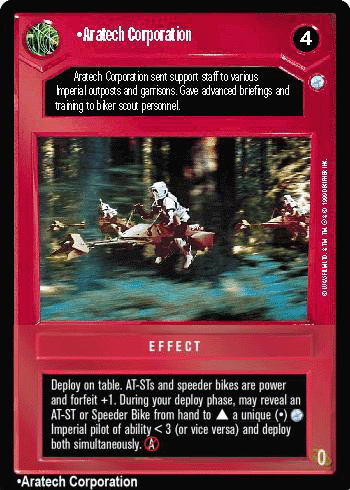 •Aratech Corporation
4
Aratech Corporation sent support staff to various
Imperial outposts and garrisons. Gave advanced briefings and
training to biker scout personnel.
EFFECT
Deploy on table. AT-STs and speeder bikes are power
and forfeit +1. During your deploy phase, may reveal an
AT-ST or Speeder Bike from hand to ▲ a unique (•)
Imperial pilot of ability < 3 (or vice versa) and deploy
both simultaneously. A
0
•Aratech Corporation